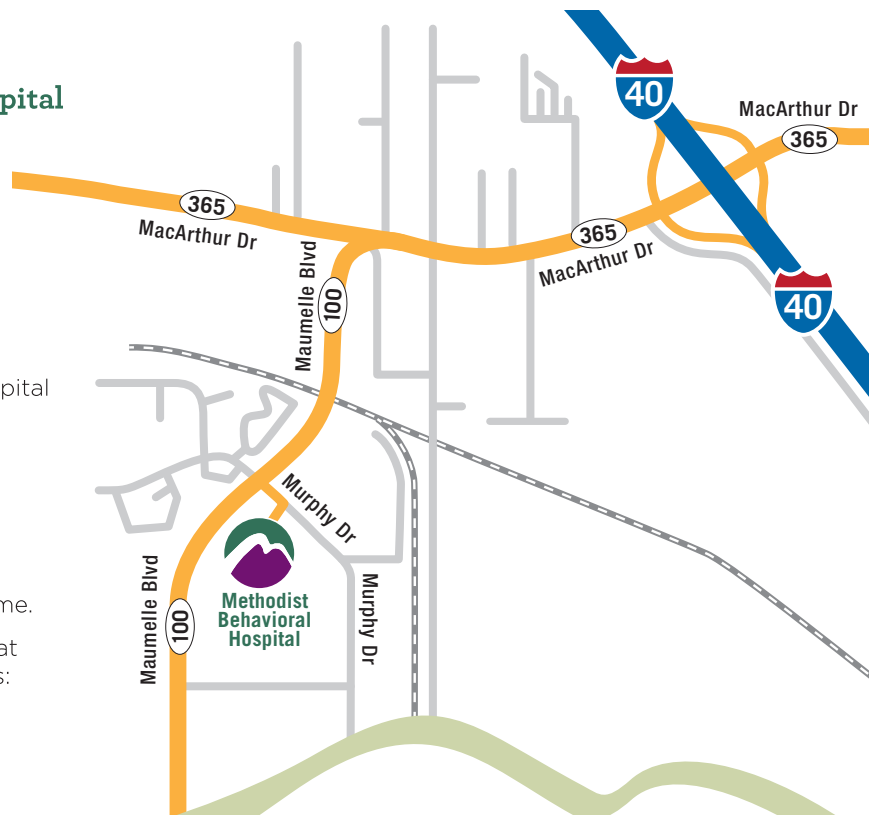 pital
40
MacArthur Dr
365
365
MacArthur Dr
365
MacArthur Dr
Maumelle Blvd
100
40
pital
Murphy Dr
Methodist
Behavioral
Hospital
Maumelle Blvd
100
Murphy Dr
me.
at
s: